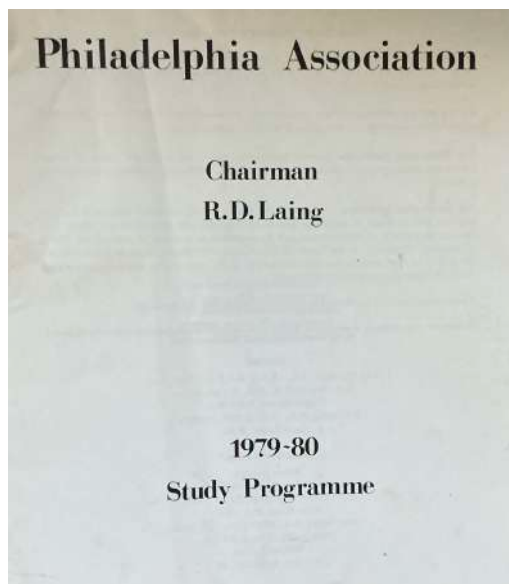 Philadelphia Association
Chairman
R.D.Laing
1979-80
Study Programme